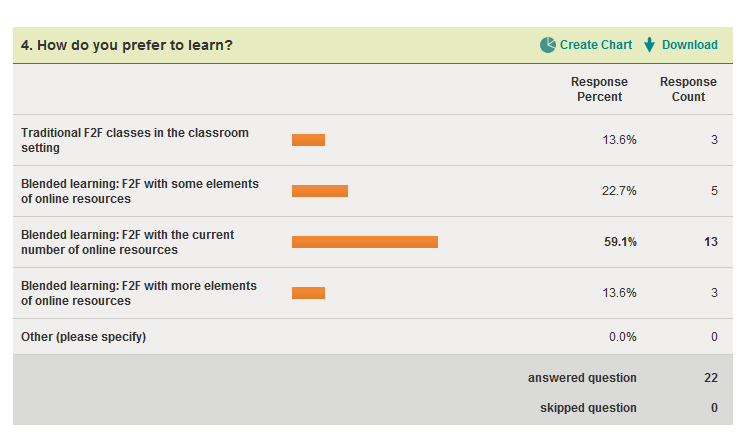 4. How do you prefer to learn? Create Chart Download
Response Percent Response Count
Traditional F2F classes in the classroom
setting 13.6% 3
Blended learning: F2F with some elements
of online resources 22.7% 5
Blended learning: F2F with the current
number of online resources 59.1% 13
Blended learning: F2F with more elements
of online resources 13.6% 3
Other (please specify) 0.0% 0
answered question 22
skipped question 0